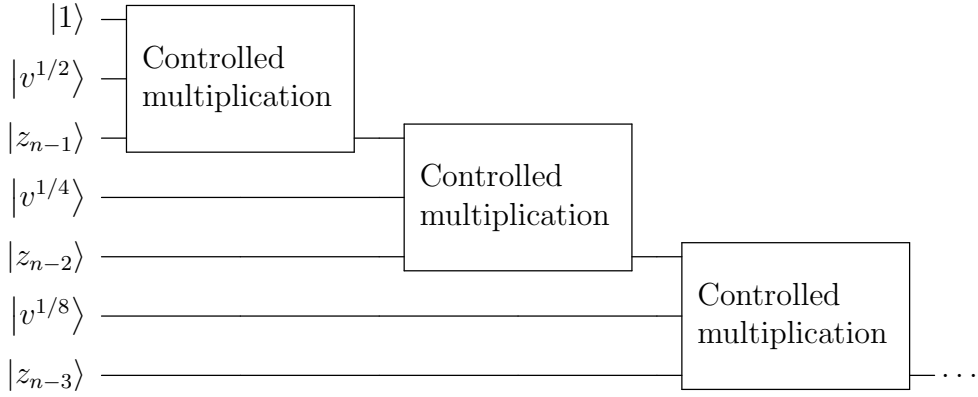 |1⟩
|v^{1/2}⟩
|z_{n−1}⟩
|v^{1/4}⟩
|z_{n−2}⟩
|v^{1/8}⟩
|z_{n−3}⟩
Controlled
multiplication
Controlled
multiplication
Controlled
multiplication
···